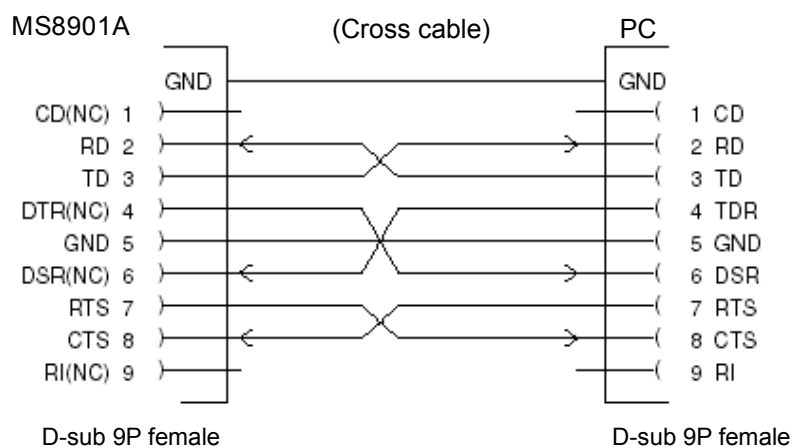 MS8901A (Cross cable) PC
GND GND
CD(NC) 1 1 CD
RD 2 2 RD
TD 3 3 TD
DTR(NC) 4 4 TDR
GND 5 5 GND
DSR(NC) 6 6 DSR
RTS 7 7 RTS
CTS 8 8 CTS
RI(NC) 9 9 RI
D-sub 9P female D-sub 9P female